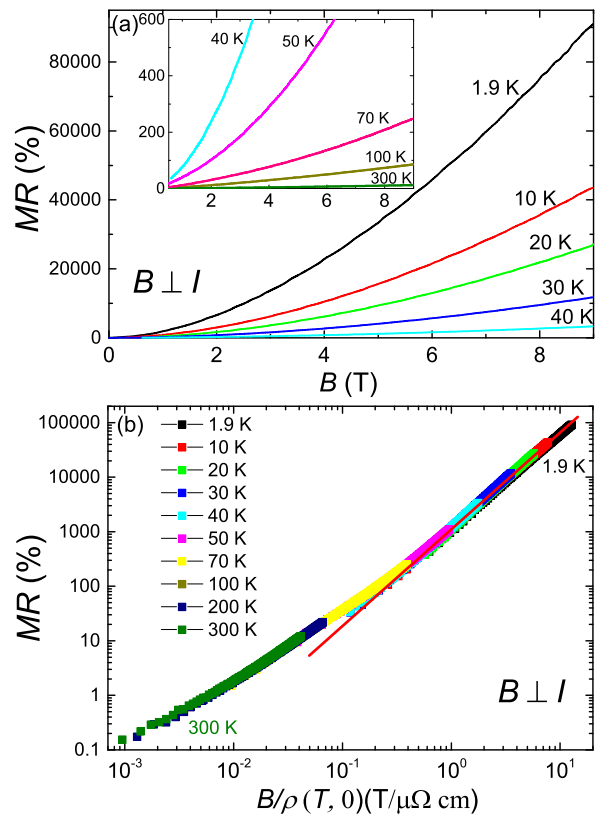 (a)
MR (%)
80000
60000
40000
20000
0
600
400
200
0
40 K
50 K
70 K
100 K
300 K
2 4 6 8
1.9 K
10 K
20 K
30 K
40 K
B ⊥ I
0 2 4 6 8
B (T)
(b)
MR (%)
100000
10000
1000
100
10
1
0.1
1.9 K
10 K
20 K
30 K
40 K
50 K
70 K
100 K
200 K
300 K
1.9 K
300 K
B ⊥ I
10⁻³ 10⁻² 10⁻¹ 10⁰ 10¹
B/ρ (T, 0)(T/μΩ cm)